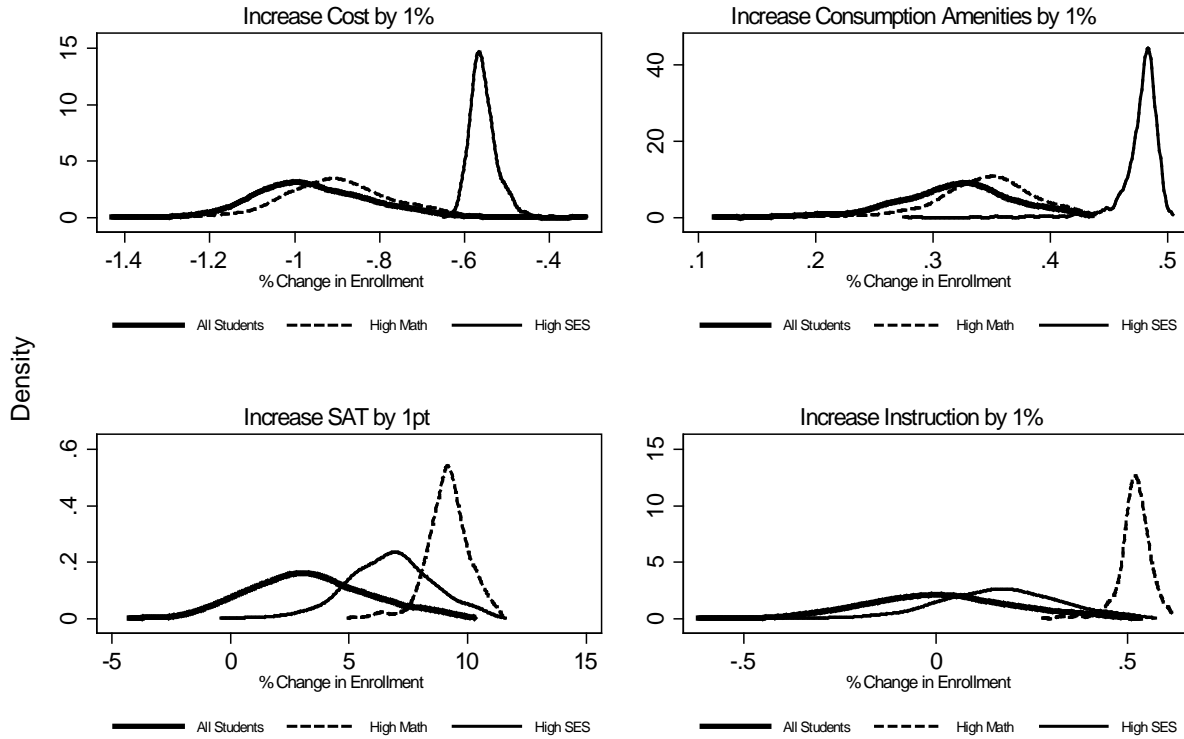 Increase Cost by 1%
15
10
5
0
-1.4 -1.2 -1 -.8 -.6 -.4
% Change in Enrollment
All Students High Math High SES
Increase Consumption Amenities by 1%
40
20
0
.1 .2 .3 .4 .5
% Change in Enrollment
All Students High Math High SES
Density
Increase SAT by 1pt
.6
.4
.2
0
-5 0 5 10 15
% Change in Enrollment
All Students High Math High SES
Increase Instruction by 1%
15
10
5
0
-.5 0 .5
% Change in Enrollment
All Students High Math High SES